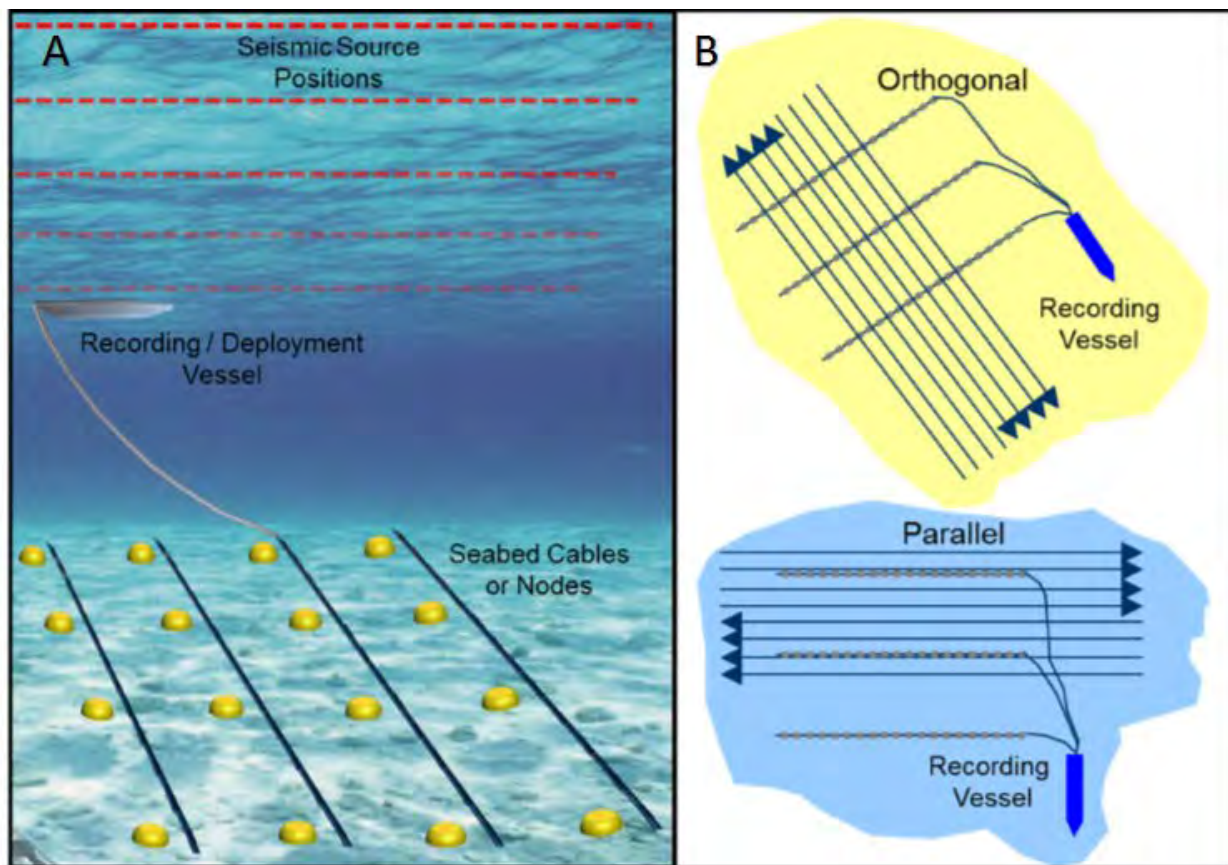 A
Seismic Source
Positions
Recording / Deployment
Vessel
Seabed Cables
or Nodes
B
Orthogonal
Recording
Vessel
Parallel
Recording
Vessel